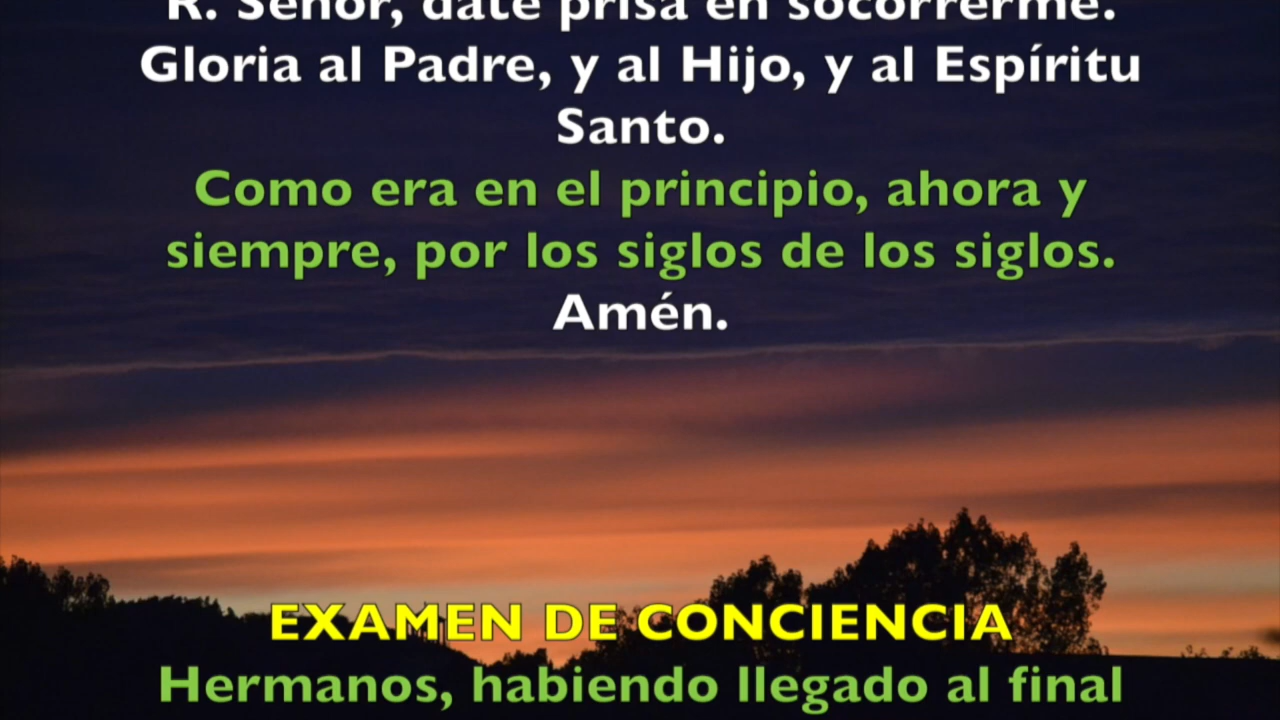 R. Señor, date prisa en socorrerme.
Gloria al Padre, y al Hijo, y al Espíritu
Santo.
Como era en el principio, ahora y
siempre, por los siglos de los siglos.
Amén.
EXAMEN DE CONCIENCIA
Hermanos, habiendo llegado al final